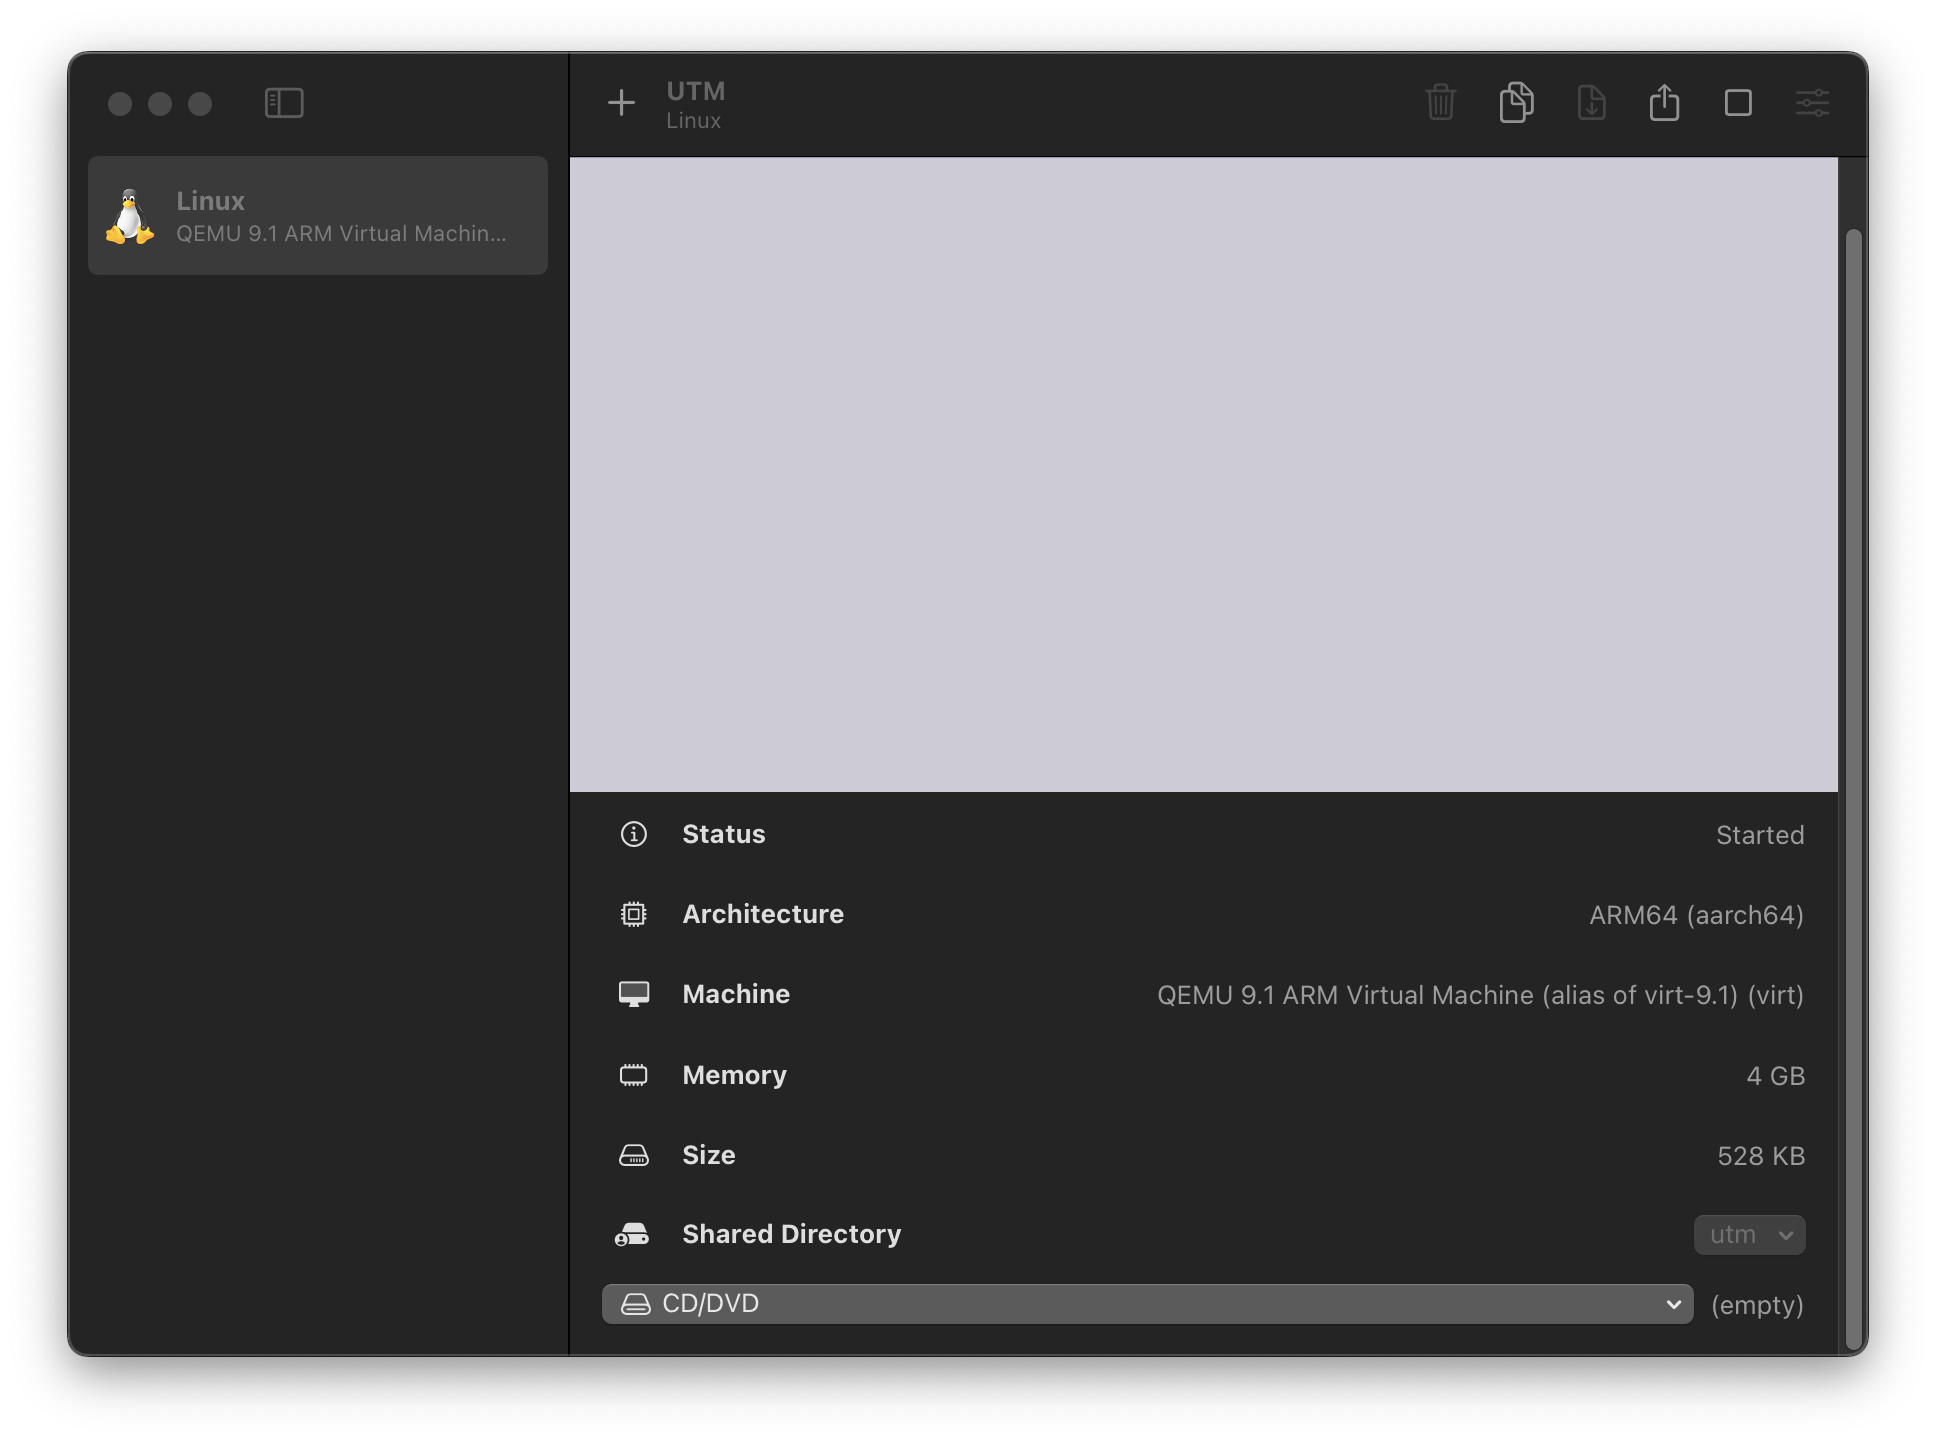 UTM
Linux
Linux
QEMU 9.1 ARM Virtual Machin...
Status
Started
Architecture
ARM64 (aarch64)
Machine
QEMU 9.1 ARM Virtual Machine (alias of virt-9.1) (virt)
Memory
4 GB
Size
528 KB
Shared Directory
utm
CD/DVD
(empty)